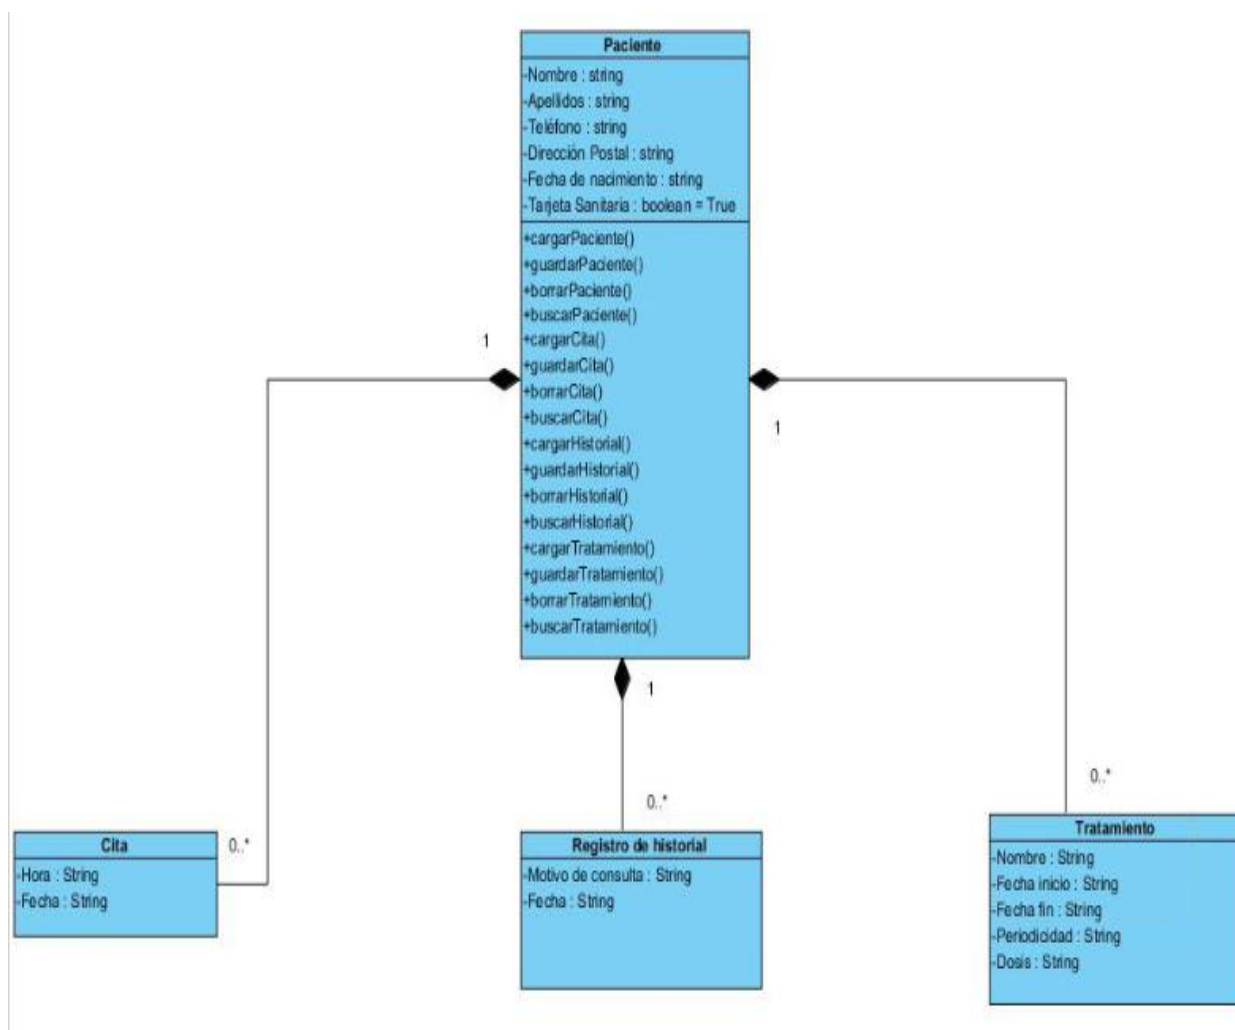 Paciente
-Nombre : string
-Apellidos : string
-Teléfono : string
-Dirección Postal : string
-Fecha de nacimiento : string
-Tarjeta Sanitaria : boolean = True
+cargarPaciente()
+guardarPaciente()
+borrarPaciente()
+buscarPaciente()
+cargarCita()
+guardarCita()
+borrarCita()
+buscarCita()
+cargarHistorial()
+guardarHistorial()
+borrarHistorial()
+buscarHistorial()
+cargarTratamiento()
+guardarTratamiento()
+borrarTratamiento()
+buscarTratamiento()
1
1
1
0..*
0..*
0..*
Cita
-Hora : String
-Fecha : String
Registro de historial
-Motivo de consulta : String
-Fecha : String
Tratamiento
-Nombre : String
-Fecha inicio : String
-Fecha fin : String
-Periodicidad : String
-Dosis : String